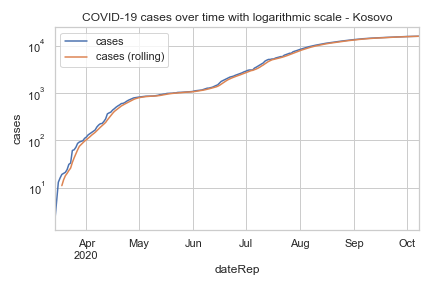 COVID-19 cases over time with logarithmic scale - Kosovo
cases
cases (rolling)
10⁴
10³
10²
10¹
cases
Apr
2020
May
Jun
Jul
Aug
Sep
Oct
dateRep